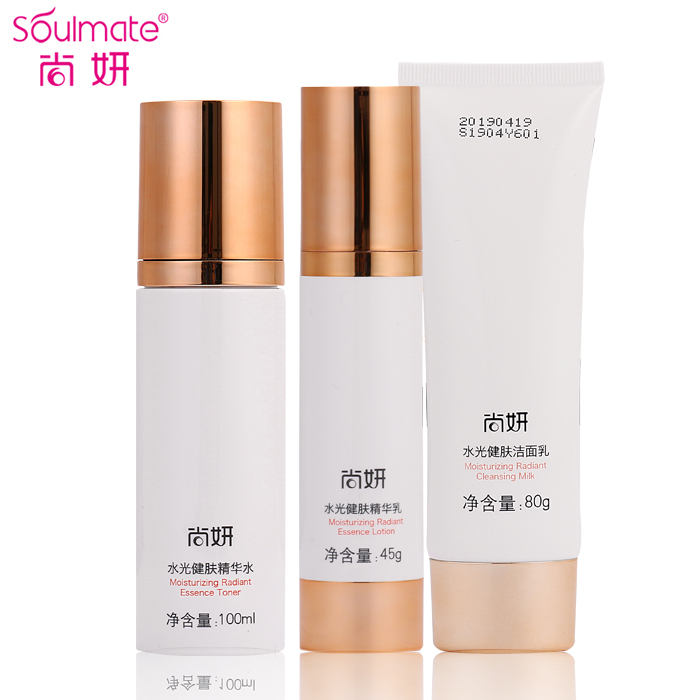 Soulmate®
尚妍
20190419
S1904Y601
尚妍
水光健肤洁面乳
Moisturizing Radiant
Cleansing Milk
净含量:80g
尚妍
水光健肤精华乳
Moisturizing Radiant
Essence Lotion
净含量:45g
尚妍
水光健肤精华水
Moisturizing Radiant
Essence Toner
净含量:100ml